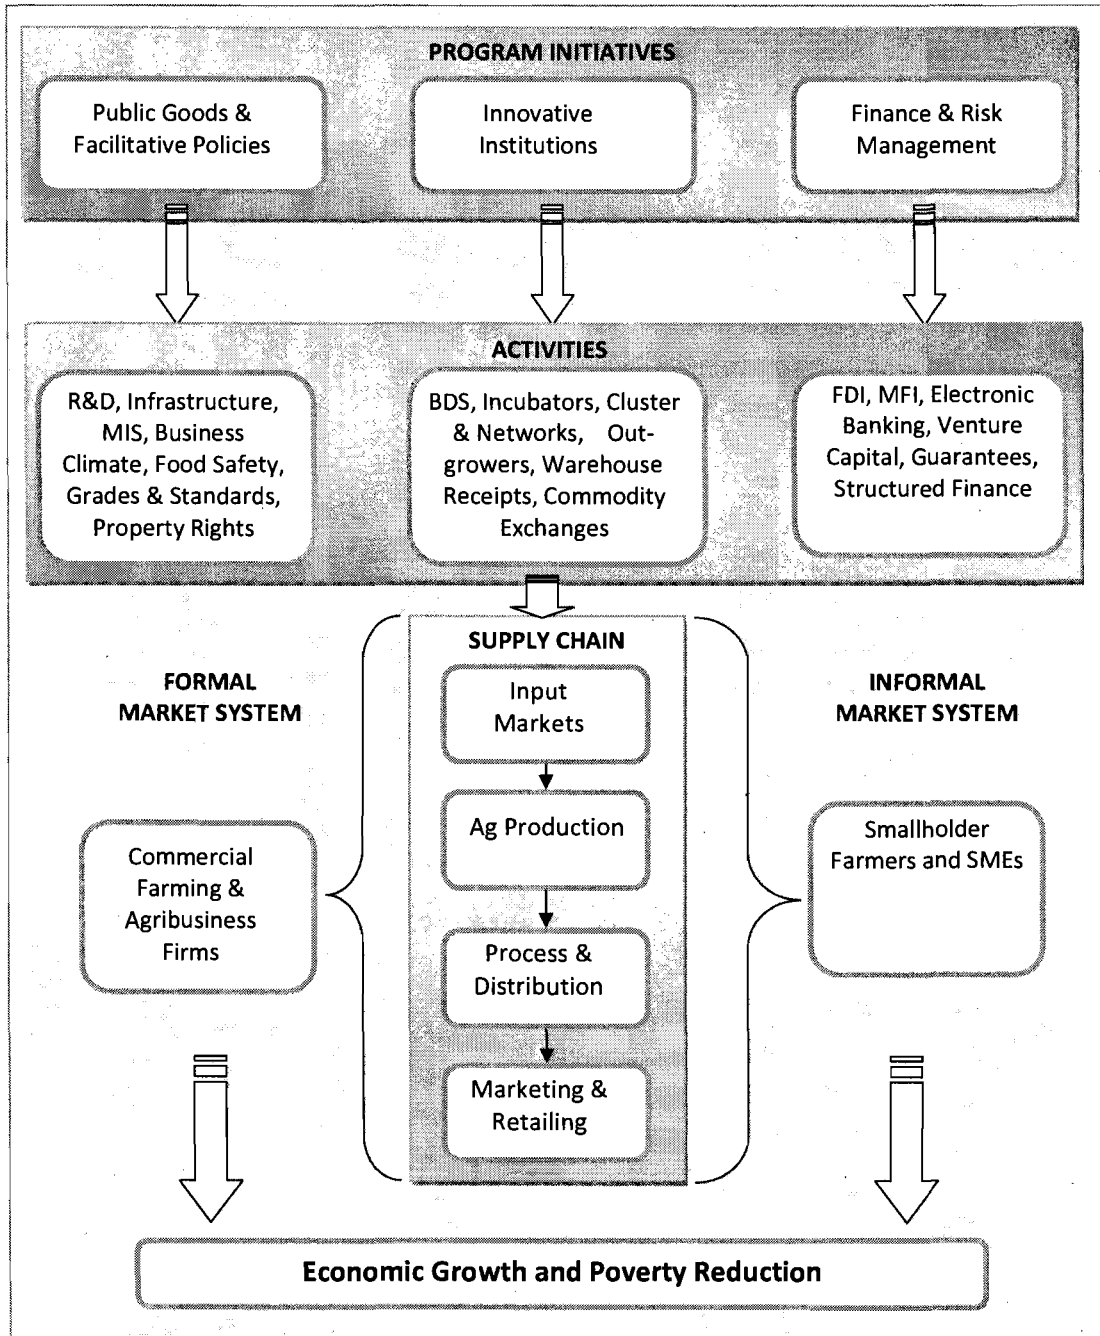 PROGRAM INITIATIVES
Public Goods &
Facilitative Policies
Innovative
Institutions
Finance & Risk
Management
ACTIVITIES
R&D, Infrastructure,
MIS, Business
Climate, Food Safety,
Grades & Standards,
Property Rights
BDS, Incubators, Cluster
& Networks, Out-
growers, Warehouse
Receipts, Commodity
Exchanges
FDI, MFI, Electronic
Banking, Venture
Capital, Guarantees,
Structured Finance
FORMAL
MARKET SYSTEM
Commercial
Farming &
Agribusiness
Firms
SUPPLY CHAIN
Input
Markets
Ag Production
Process &
Distribution
Marketing &
Retailing
INFORMAL
MARKET SYSTEM
Smallholder
Farmers and SMEs
Economic Growth and Poverty Reduction